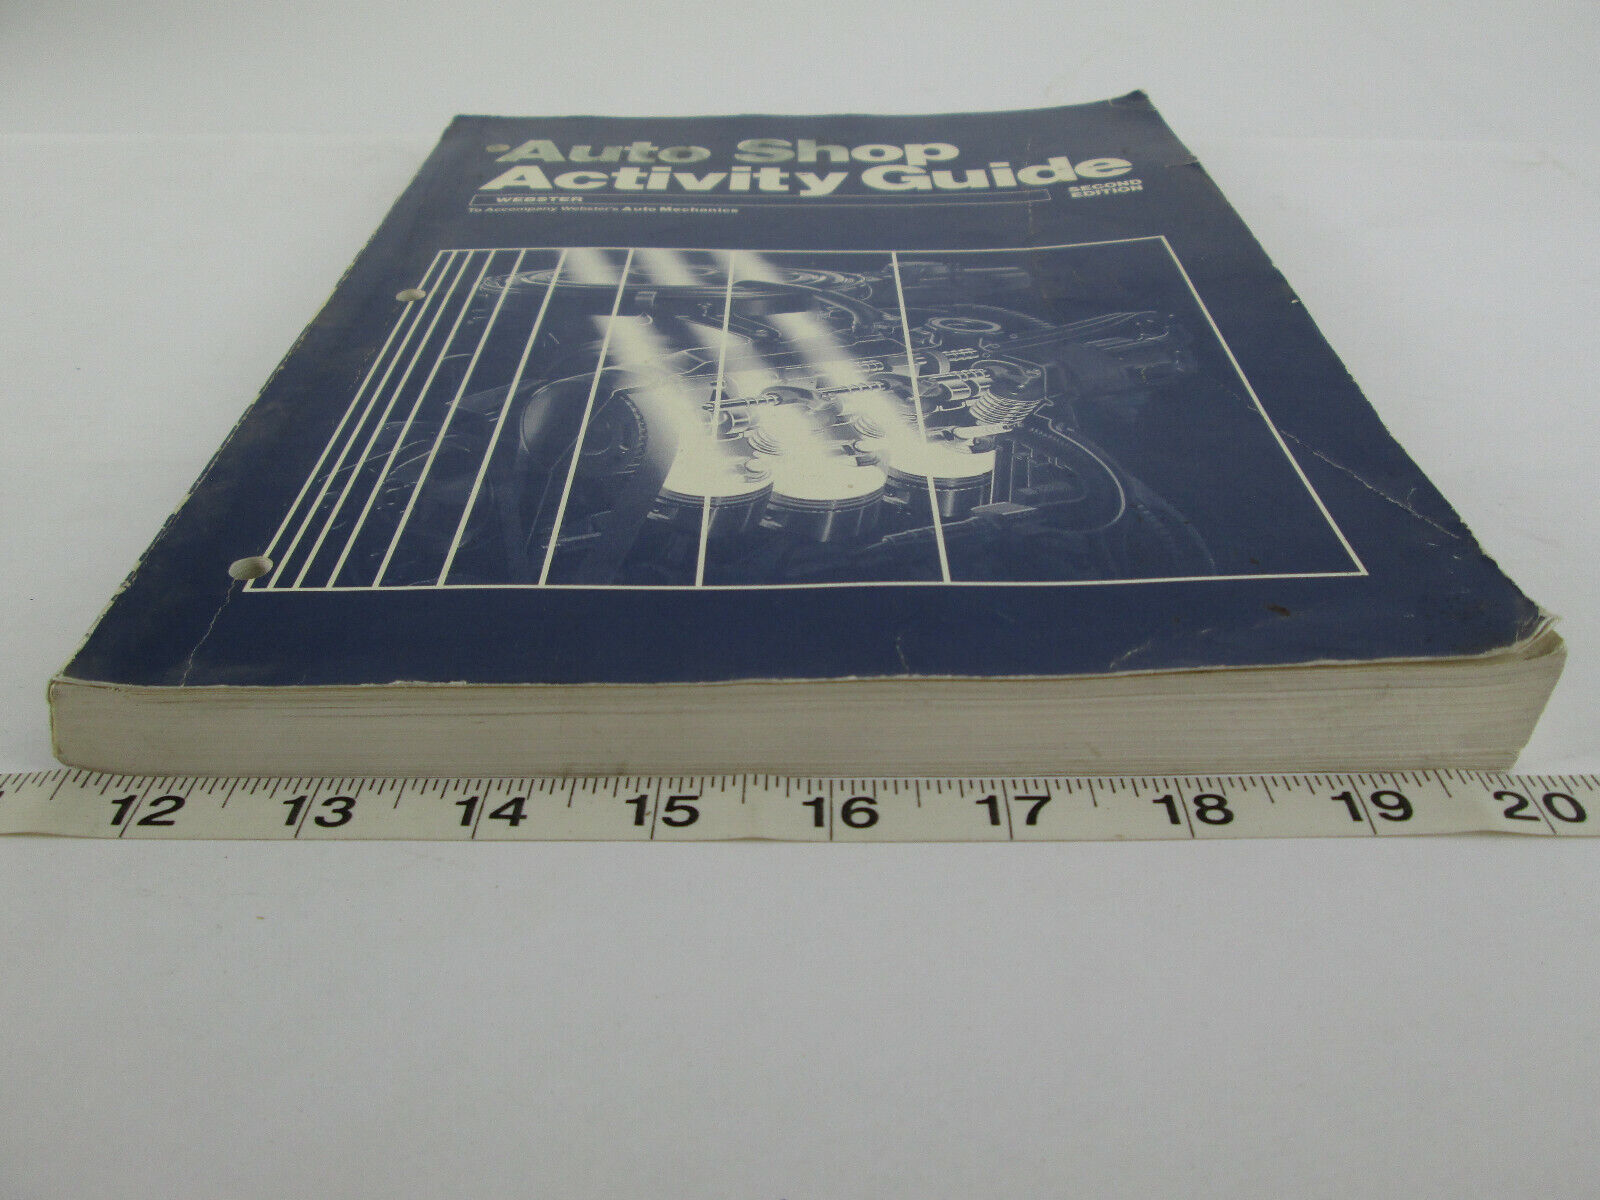 Auto Shop
Activity Guide
SECOND
EDITION
WEBSTER
To Accompany Webster's Auto Mechanics
12 13 14 15 16 17 18 19 20